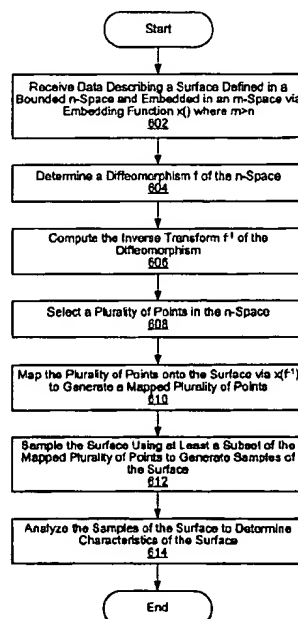 Start
Receive Data Describing a Surface Defined in a
Bounded n-Space and Embedded in an m-Space via
Embedding Function x() where m>n
602
Determine a Diffeomorphism f of the n-Space
604
Compute the Inverse Transform f⁻¹ of the
Diffeomorphism
606
Select a Plurality of Points in the n-Space
608
Map the Plurality of Points onto the Surface via x(f⁻¹)
to Generate a Mapped Plurality of Points
610
Sample the Surface Using at Least a Subset of the
Mapped Plurality of Points to Generate Samples of
the Surface
612
Analyze the Samples of the Surface to Determine
Characteristics of the Surface
614
End